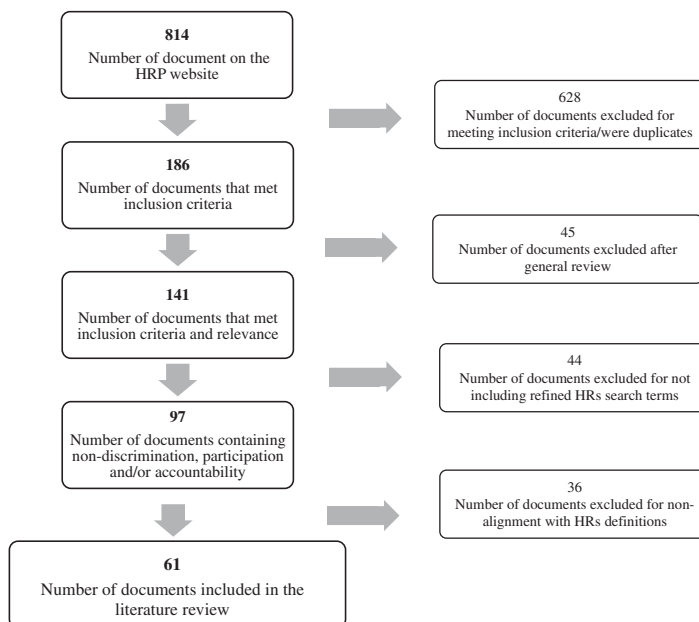 814
Number of document on the
HRP website
628
Number of documents excluded for
meeting inclusion criteria/were duplicates
186
Number of documents that met
inclusion criteria
45
Number of documents excluded after
general review
141
Number of documents that met
inclusion criteria and relevance
44
Number of documents excluded for not
including refined HRs search terms
97
Number of documents containing
non-discrimination, participation
and/or accountability
36
Number of documents excluded for non-
alignment with HRs definitions
61
Number of documents included in the
literature review